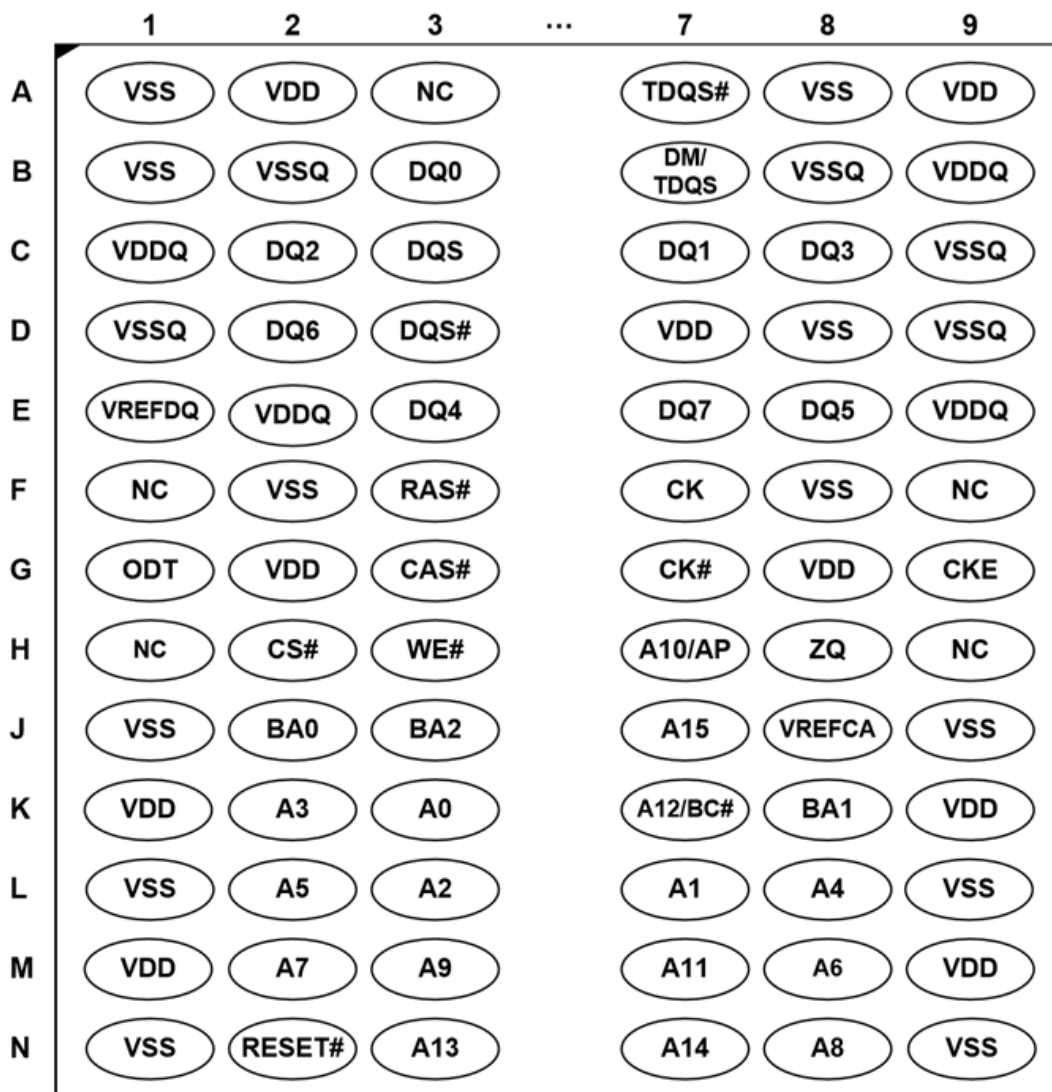 1 2 3 ... 7 8 9
A VSS VDD NC TDQS# VSS VDD
B VSS VSSQ DQ0 DM/TDQS VSSQ VDDQ
C VDDQ DQ2 DQS DQ1 DQ3 VSSQ
D VSSQ DQ6 DQS# VDD VSS VSSQ
E VREFDQ VDDQ DQ4 DQ7 DQ5 VDDQ
F NC VSS RAS# CK VSS NC
G ODT VDD CAS# CK# VDD CKE
H NC CS# WE# A10/AP ZQ NC
J VSS BA0 BA2 A15 VREFCA VSS
K VDD A3 A0 A12/BC# BA1 VDD
L VSS A5 A2 A1 A4 VSS
M VDD A7 A9 A11 A6 VDD
N VSS RESET# A13 A14 A8 VSS